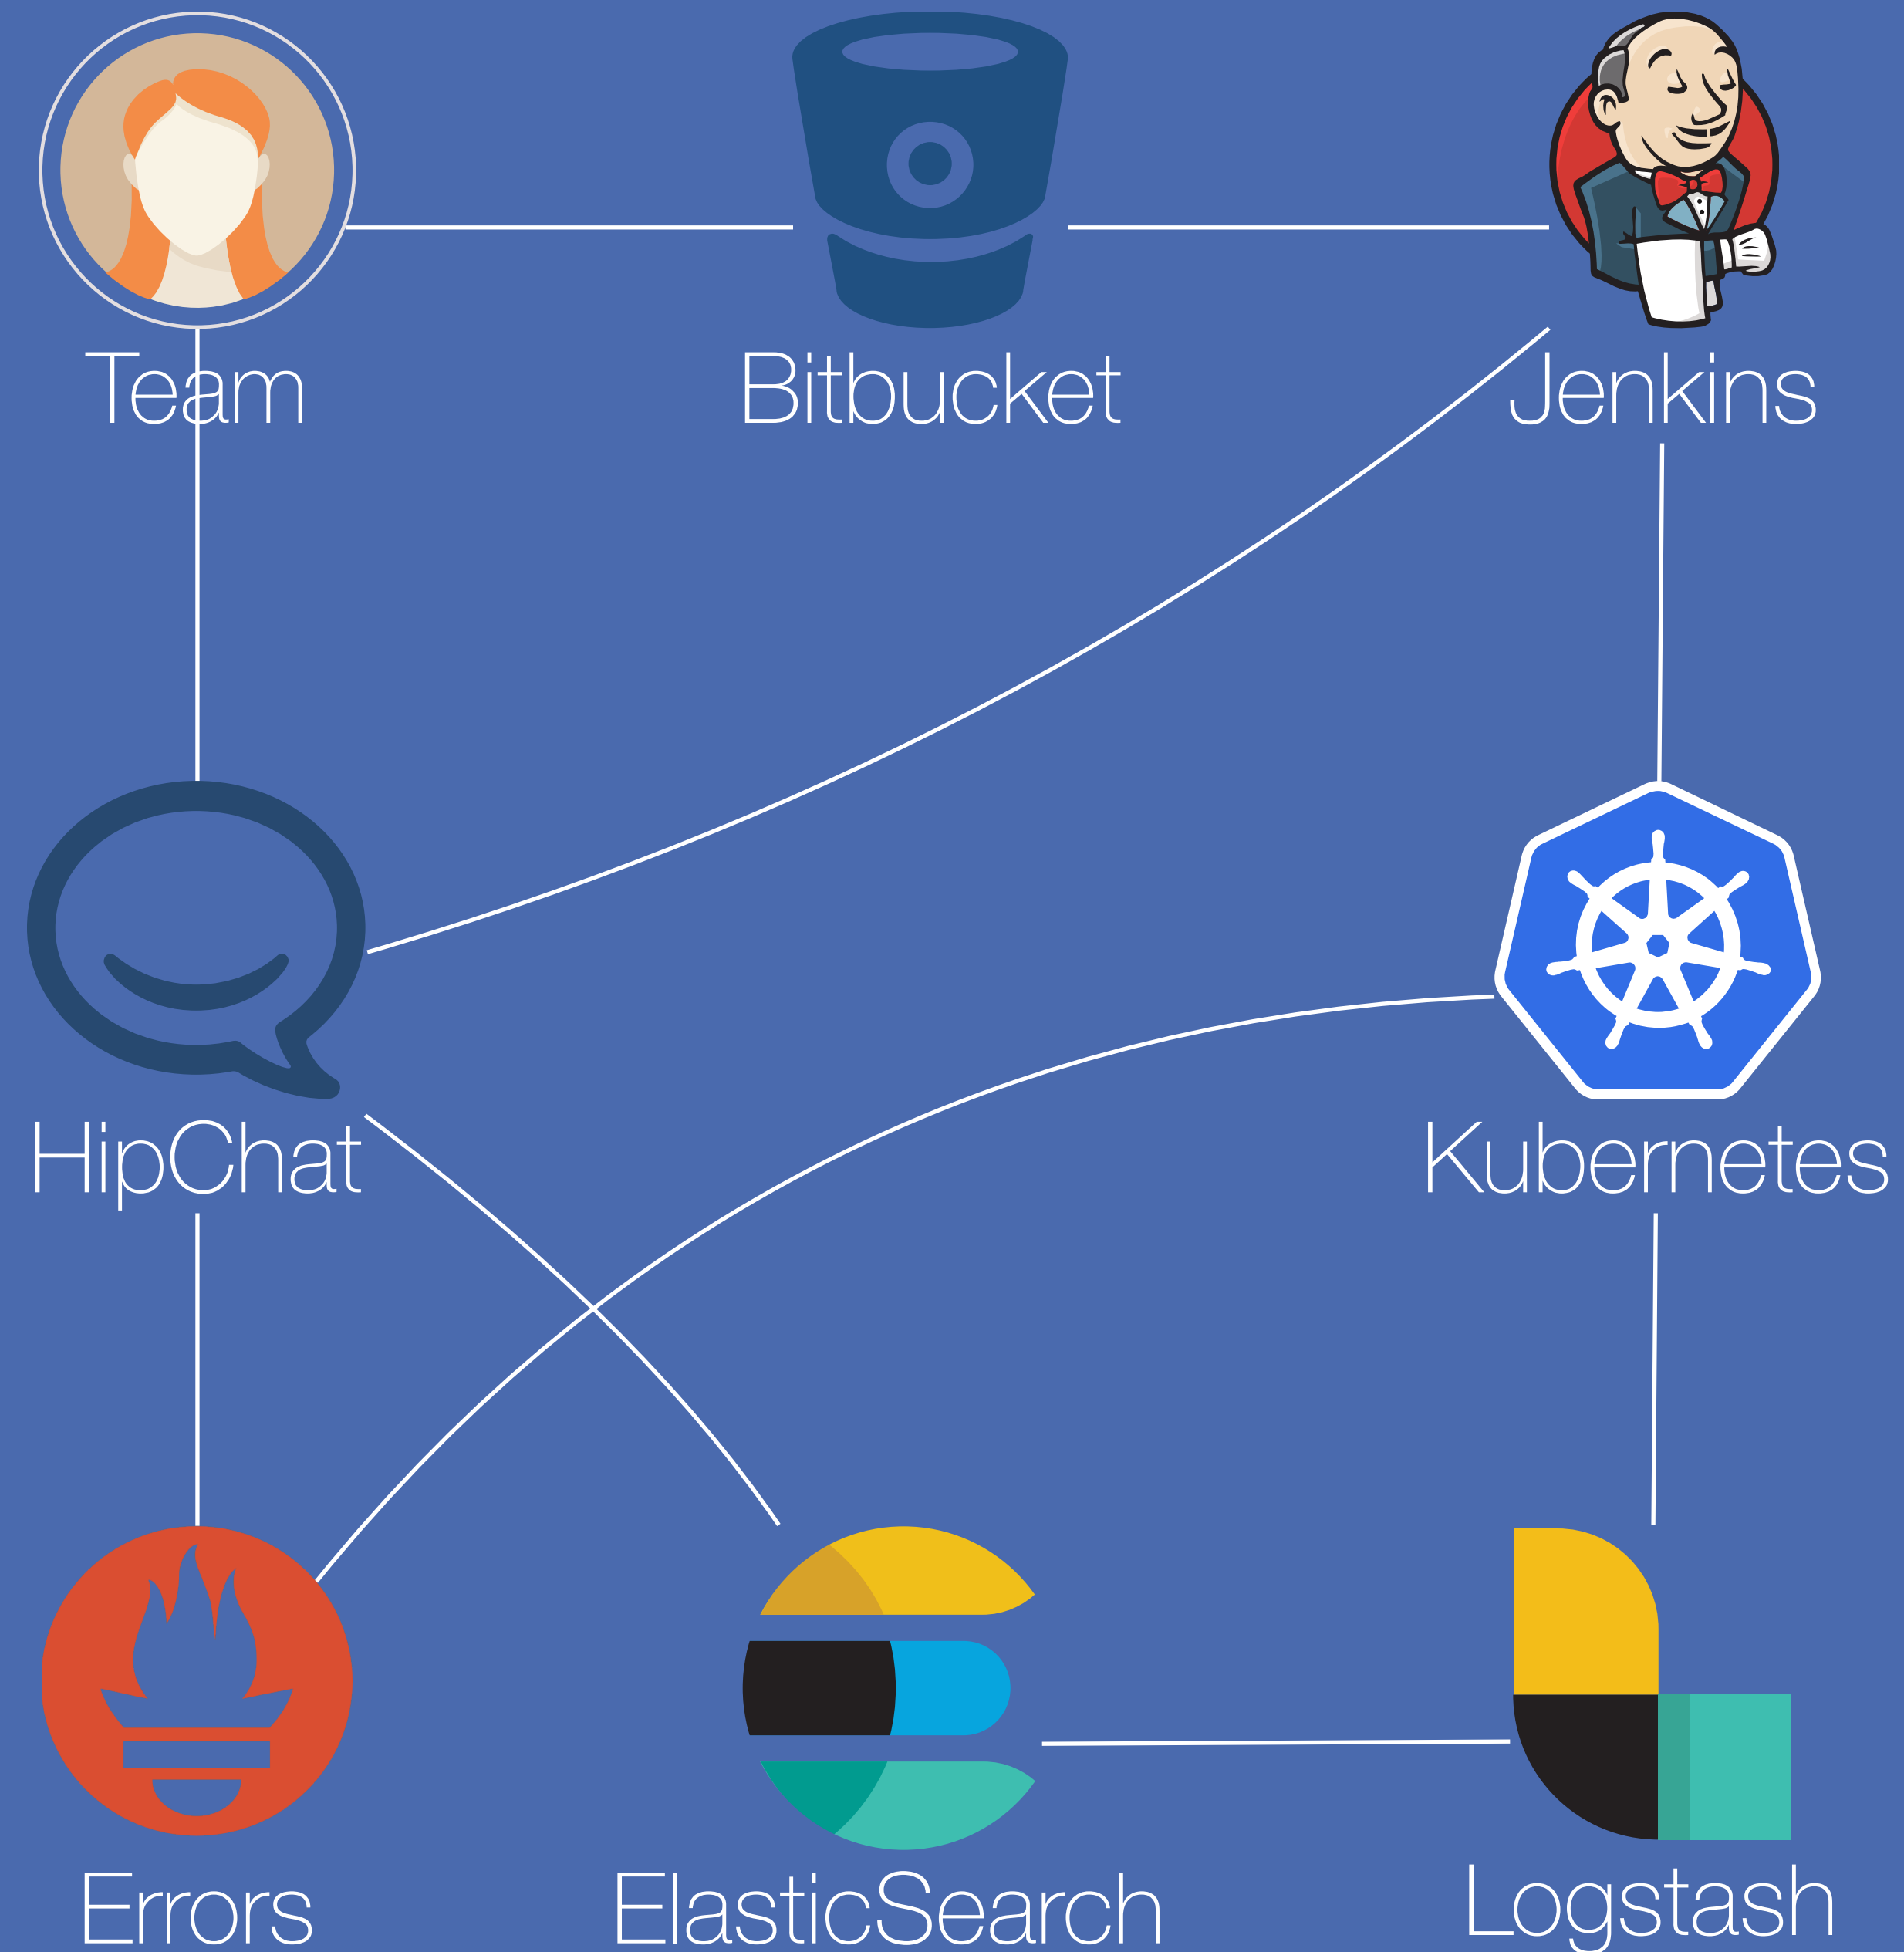 Team
Bitbucket
Jenkins
HipChat
Kubernetes
Errors
ElasticSearch
Logstash